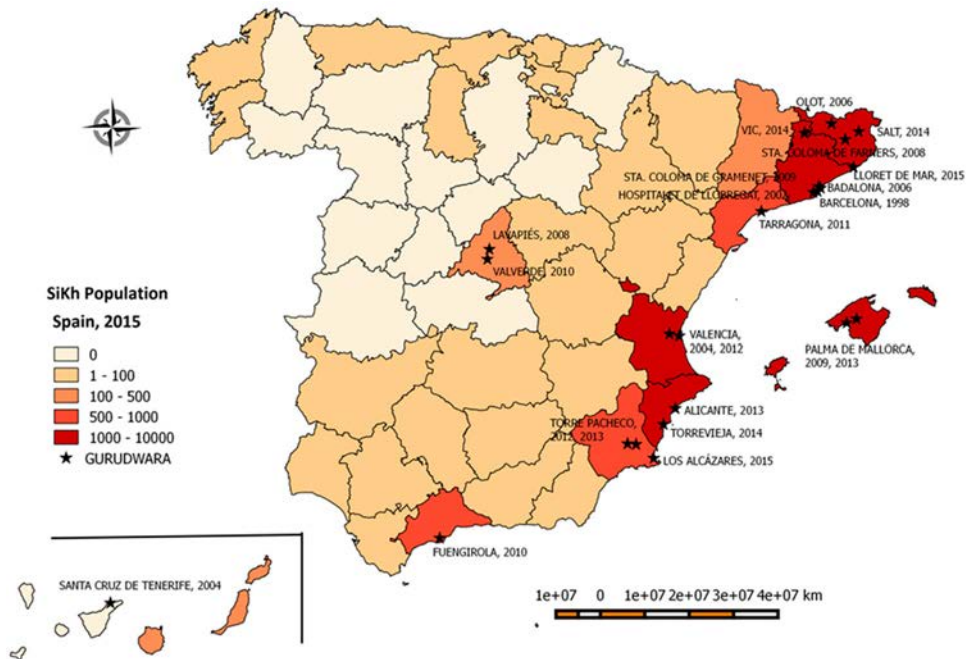 OLOT, 2006
VIC, 2014
SALT, 2014
STA. COLOMA DE FARNERS, 2008
LLORET DE MAR, 2015
STA. COLOMA DE GRAMENET, 2009
BADALONA, 2006
HOSPITALET DE LLOBREGAT, 2002
BARCELONA, 1998
TARRAGONA, 2011
LAVAPIÉS, 2008
VALVERDE, 2010
SiKh Population
Spain, 2015
0
1 - 100
100 - 500
500 - 1000
1000 - 10000
GURUDWARA
VALENCIA,
2004, 2012
PALMA DE MALLORCA,
2009, 2013
ALICANTE, 2013
TORRE PACHECO,
2012, 2013
TORREVIEJA, 2014
LOS ALCÁZARES, 2015
FUENGIROLA, 2010
SANTA CRUZ DE TENERIFE, 2004
1e+07 0 1e+07 2e+07 3e+07 4e+07 km